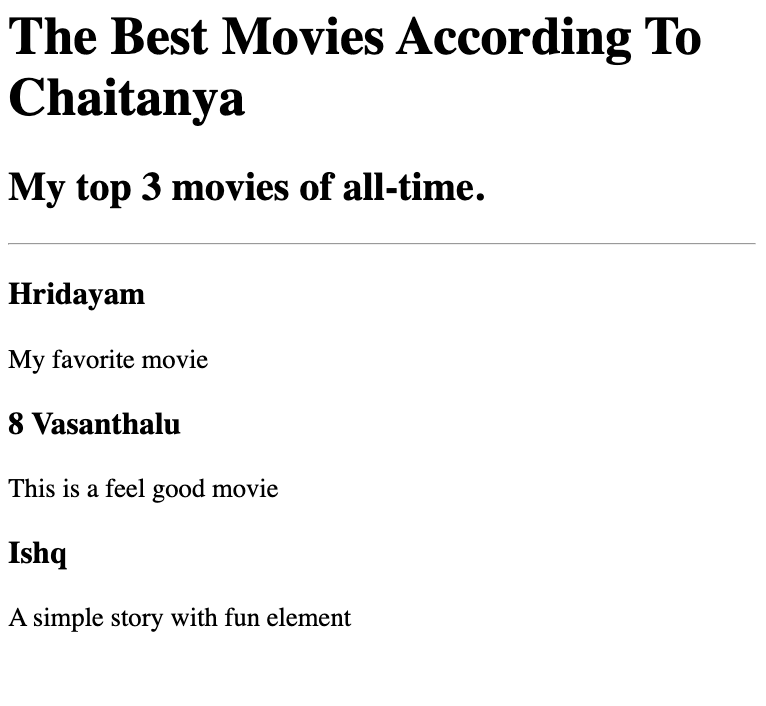 The Best Movies According To
Chaitanya
My top 3 movies of all-time.
Hridayam
My favorite movie
8 Vasanthalu
This is a feel good movie
Ishq
A simple story with fun element